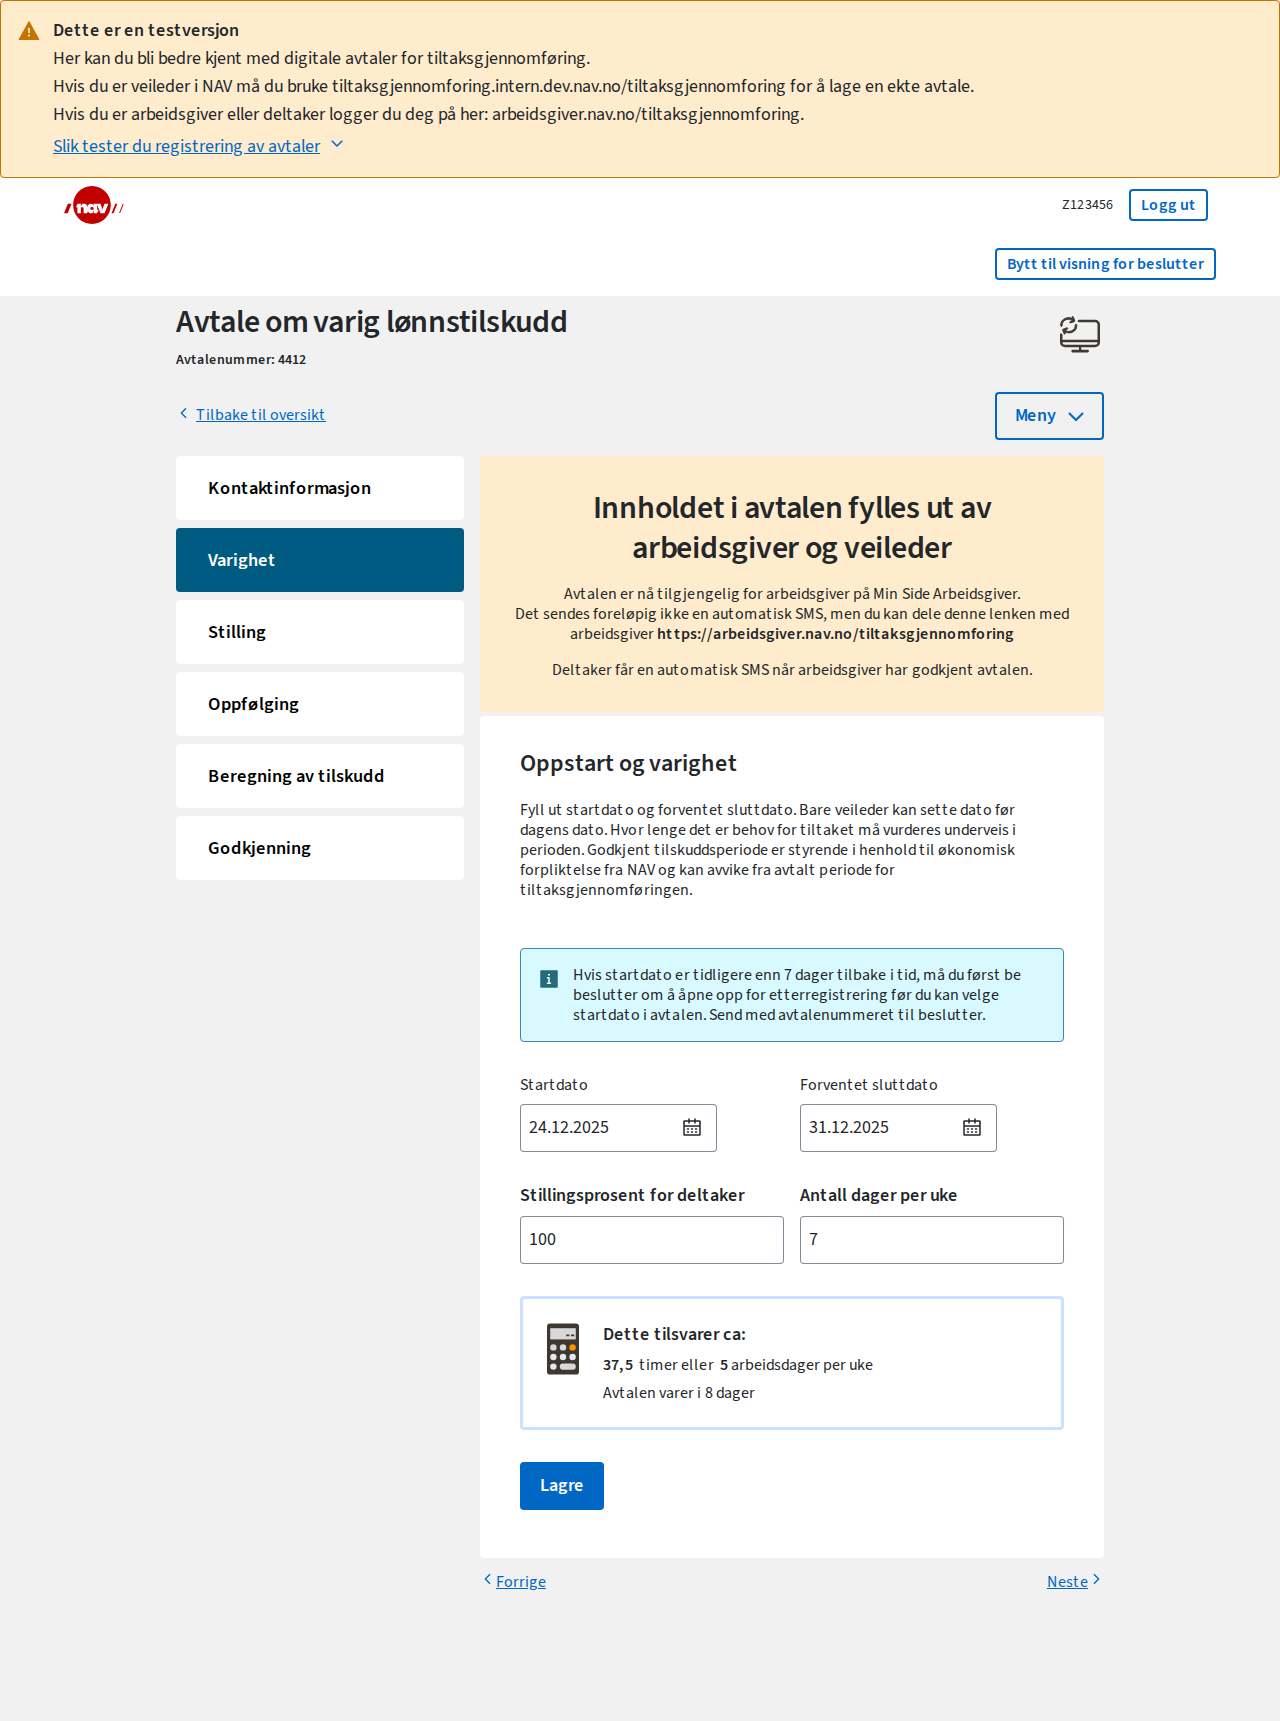 Dette er en testversjon
Her kan du bli bedre kjent med digitale avtaler for tiltaksgjennomføring.
Hvis du er veileder i NAV må du bruke tiltaksgjennomforing.intern.dev.nav.no/tiltaksgjennomforing for å lage en ekte avtale.
Hvis du er arbeidsgiver eller deltaker logger du deg på her: arbeidsgiver.nav.no/tiltaksgjennomforing.
Slik tester du registrering av avtaler
nav
Z123456
Logg ut
Bytt til visning for beslutter
Avtale om varig lønnstilskudd
Avtalenummer: 4412
Tilbake til oversikt
Meny
Kontaktinformasjon
Varighet
Stilling
Oppfølging
Beregning av tilskudd
Godkjenning
Innholdet i avtalen fylles ut av
arbeidsgiver og veileder
Avtalen er nå tilgjengelig for arbeidsgiver på Min Side Arbeidsgiver.
Det sendes foreløpig ikke en automatisk SMS, men du kan dele denne lenken med
arbeidsgiver https://arbeidsgiver.nav.no/tiltaksgjennomforing
Deltaker får en automatisk SMS når arbeidsgiver har godkjent avtalen.
Oppstart og varighet
Fyll ut startdato og forventet sluttdato. Bare veileder kan sette dato før
dagens dato. Hvor lenge det er behov for tiltaket må vurderes underveis i
perioden. Godkjent tilskuddsperiode er styrende i henhold til økonomisk
forpliktelse fra NAV og kan avvike fra avtalt periode for
tiltaksgjennomføringen.
Hvis startdato er tidligere enn 7 dager tilbake i tid, må du først be
beslutter om å åpne opp for etterregistrering før du kan velge
startdato i avtalen. Send med avtalenummeret til beslutter.
Startdato
Forventet sluttdato
24.12.2025
31.12.2025
Stillingsprosent for deltaker
Antall dager per uke
100
7
Dette tilsvarer ca:
37,5 timer eller 5 arbeidsdager per uke
Avtalen varer i 8 dager
Lagre
Forrige
Neste